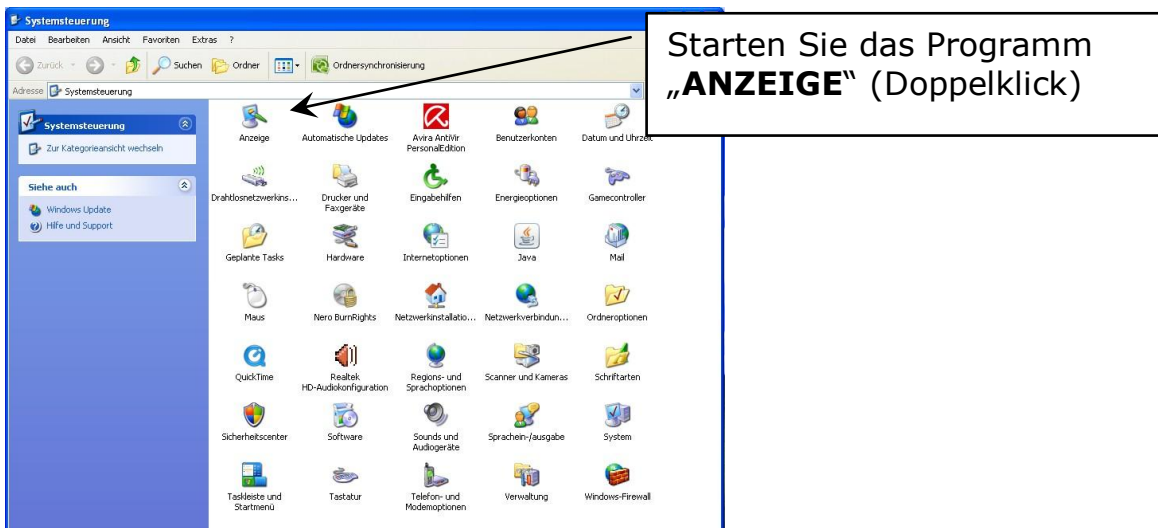 Systemsteuerung
Datei Bearbeiten Ansicht Favoriten Extras ?
Zurück Suchen Ordner Ordnersynchronisierung
Adresse Systemsteuerung
Starten Sie das Programm
„ANZEIGE“ (Doppelklick)
Systemsteuerung
Zur Kategorieansicht wechseln
Siehe auch
Windows Update
Hilfe und Support
Anzeige
Automatische Updates
Avira AntiVir
PersonalEdition
Benutzerkonten
Datum und Uhrzeit
Drahtlosnetzwerkins...
Drucker und
Faxgeräte
Eingabehilfen
Energieoptionen
Gamecontroller
Geplante Tasks
Hardware
Internetoptionen
Java
Mail
Maus
Nero BurnRights
Netzwerkinstallatio...
Netzwerkverbindun...
Ordneroptionen
QuickTime
Realtek
HD-Audiokonfiguration
Regions- und
Sprachoptionen
Scanner und Kameras
Schriftarten
Sicherheitscenter
Software
Sounds und
Audiogeräte
Sprachein-/ausgabe
System
Taskleiste und
Startmenü
Tastatur
Telefon- und
Modemoptionen
Verwaltung
Windows-Firewall